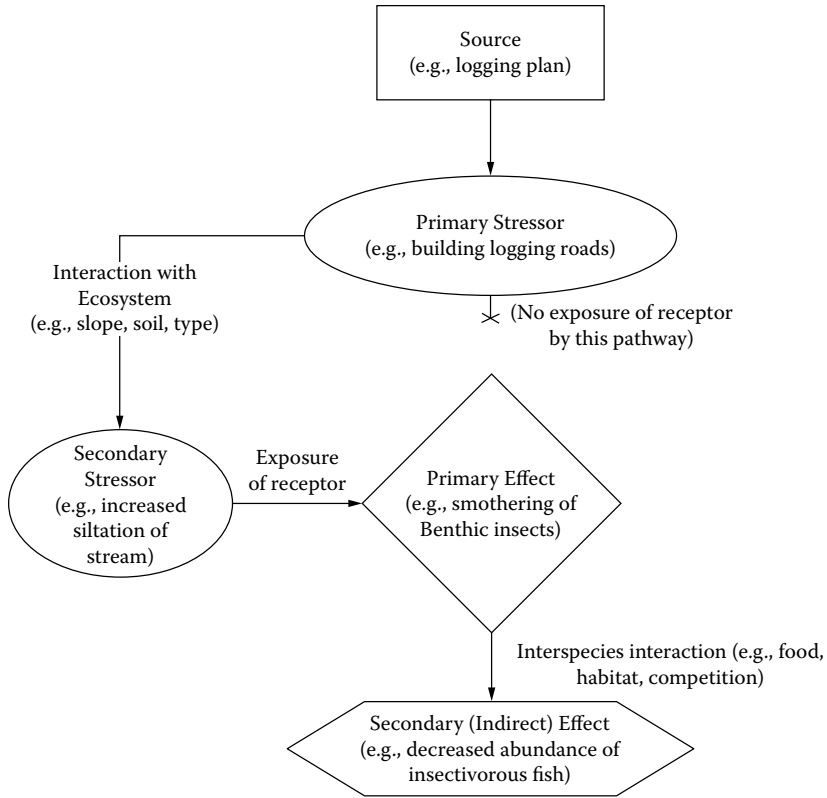 Source
(e.g., logging plan)
Primary Stressor
(e.g., building logging roads)
Interaction with
Ecosystem
(e.g., slope, soil, type)
(No exposure of receptor
by this pathway)
Secondary
Stressor
(e.g., increased
siltation of
stream)
Exposure
of receptor
Primary Effect
(e.g., smothering of
Benthic insects)
Interspecies interaction (e.g., food,
habitat, competition)
Secondary (Indirect) Effect
(e.g., decreased abundance of
insectivorous fish)